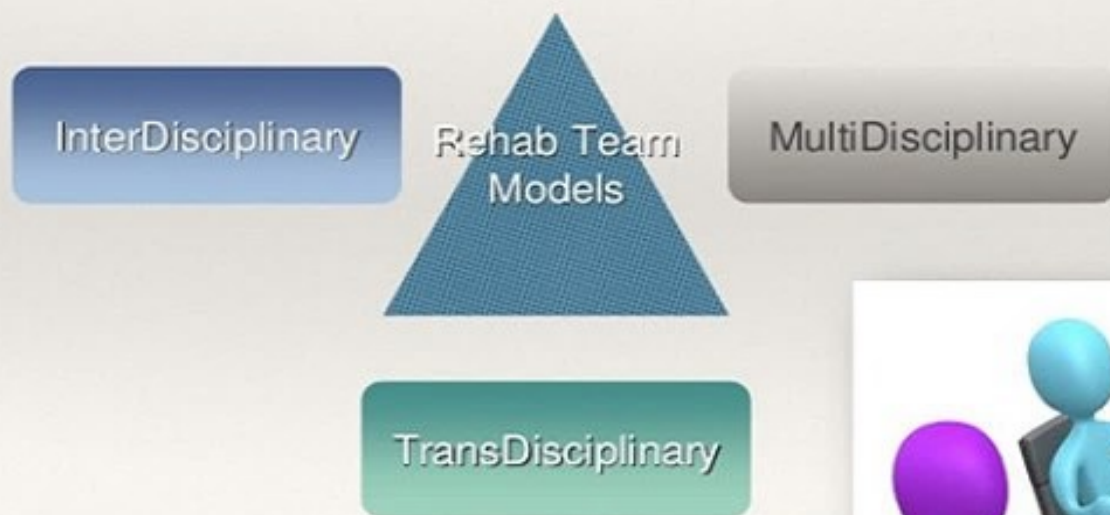 InterDisciplinary
Rehab Team
Models
MultiDisciplinary
TransDisciplinary